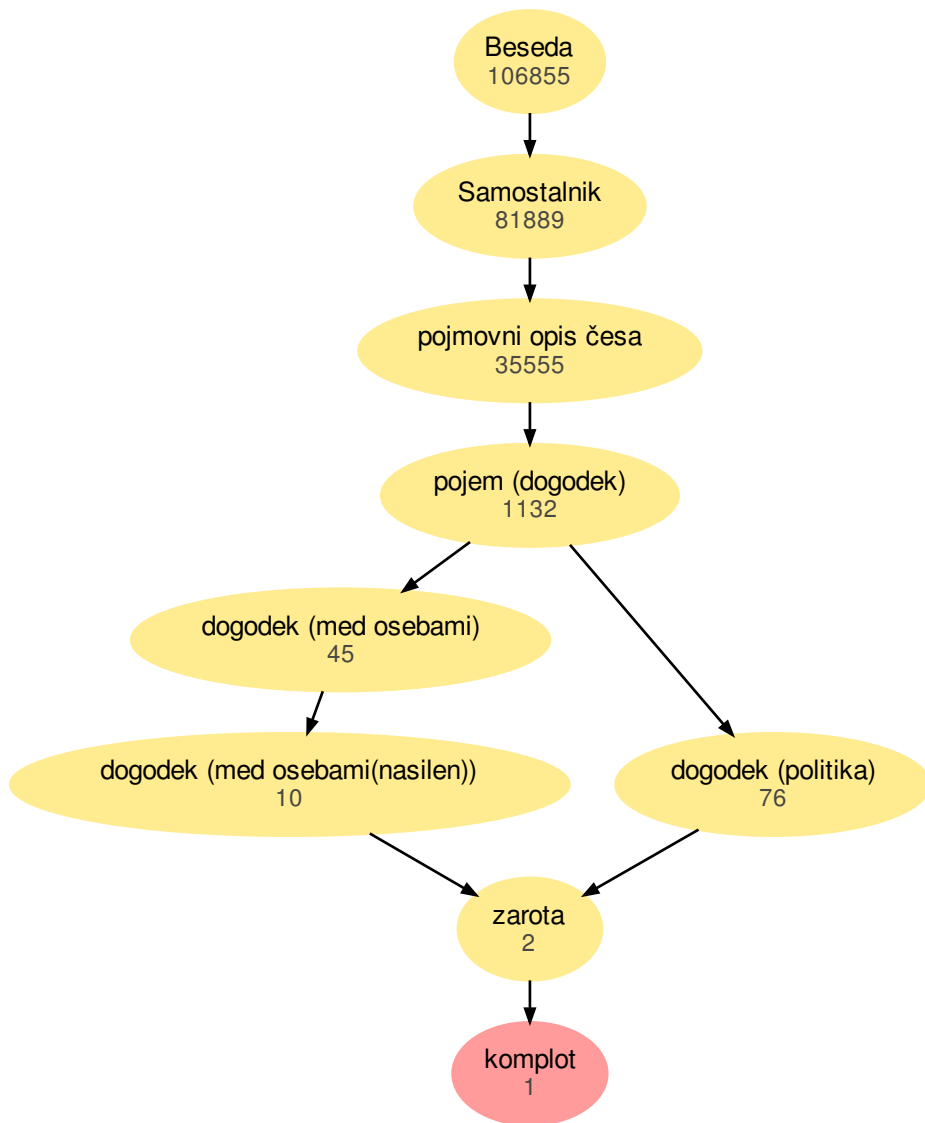 Beseda
106855
Samostalnik
81889
pojmovni opis česa
35555
pojem (dogodek)
1132
dogodek (med osebami)
45
dogodek (med osebami(nasilen))
10
dogodek (politika)
76
zarota
2
komplot
1